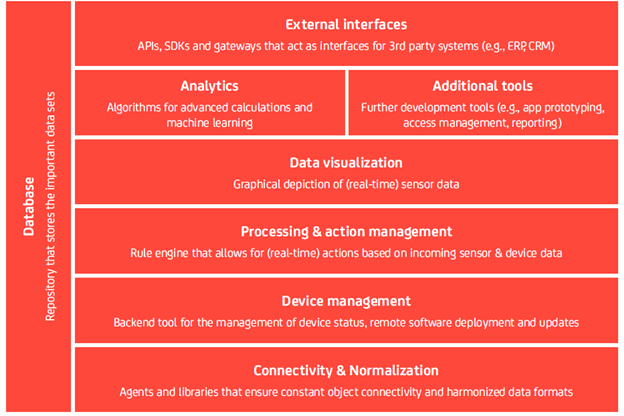 External interfaces
APIs, SDKs and gateways that act as interfaces for 3rd party systems (e.g., ERP, CRM)
Analytics
Algorithms for advanced calculations and
machine learning
Additional tools
Further development tools (e.g., app prototyping,
access management, reporting)
Data visualization
Graphical depiction of (real-time) sensor data
Processing & action management
Rule engine that allows for (real-time) actions based on incoming sensor & device data
Device management
Backend tool for the management of device status, remote software deployment and updates
Connectivity & Normalization
Agents and libraries that ensure constant object connectivity and harmonized data formats
Database
Repository that stores the important data sets